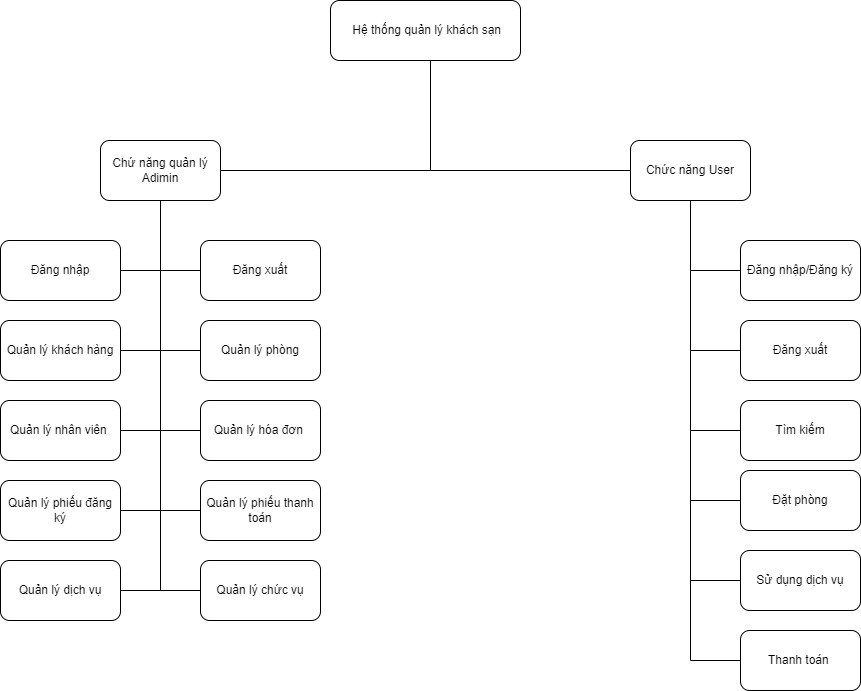 Hệ thống quản lý khách sạn
Chứ năng quản lý
Adimin
Chức năng User
Đăng nhập
Đăng xuất
Đăng nhập/Đăng ký
Quản lý khách hàng
Quản lý phòng
Đăng xuất
Quản lý nhân viên
Quản lý hóa đơn
Tìm kiếm
Quản lý phiếu đăng
ký
Quản lý phiếu thanh
toán
Đặt phòng
Quản lý dịch vụ
Quản lý chức vụ
Sử dụng dịch vụ
Thanh toán